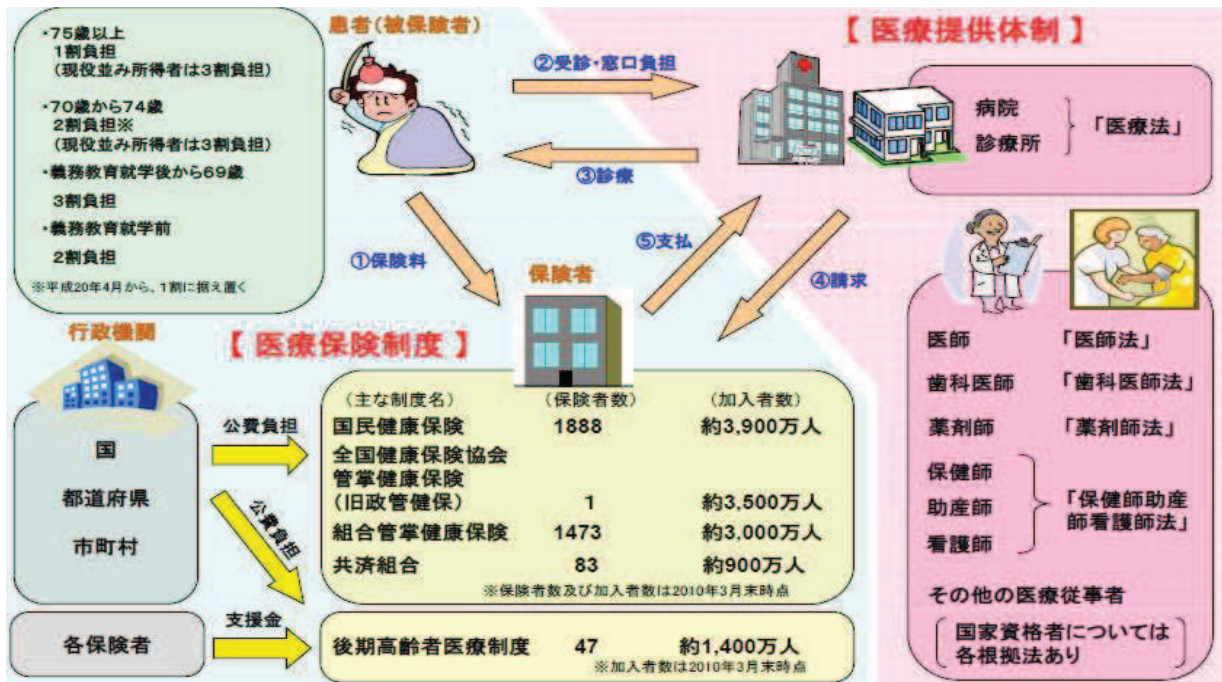 ・75歳以上
1割負担
(現役並み所得者は3割負担)
・70歳から74歳
2割負担※
(現役並み所得者は3割負担)
・義務教育就学後から69歳
3割負担
・義務教育就学前
2割負担
※平成20年4月から、1割に据え置く
患者(被保険者)
②受診・窓口負担
③診療
①保険料
⑤支払
④請求
保険者
【 医療提供体制 】
病院
診療所
「医療法」
医師 「医師法」
歯科医師 「歯科医師法」
薬剤師 「薬剤師法」
保健師
助産師
看護師
「保健師助産
師看護師法」
その他の医療従事者
国家資格者については
各根拠法あり
行政機関
【 医療保険制度 】
国
都道府県
市町村
公費負担
公費負担
(主な制度名) (保険者数) (加入者数)
国民健康保険 1888 約3,900万人
全国健康保険協会
管掌健康保険
(旧政管健保) 1 約3,500万人
組合管掌健康保険 1473 約3,000万人
共済組合 83 約900万人
※保険者数及び加入者数は2010年3月末時点
各保険者
支援金
後期高齢者医療制度 47 約1,400万人
※加入者数は2010年3月末時点